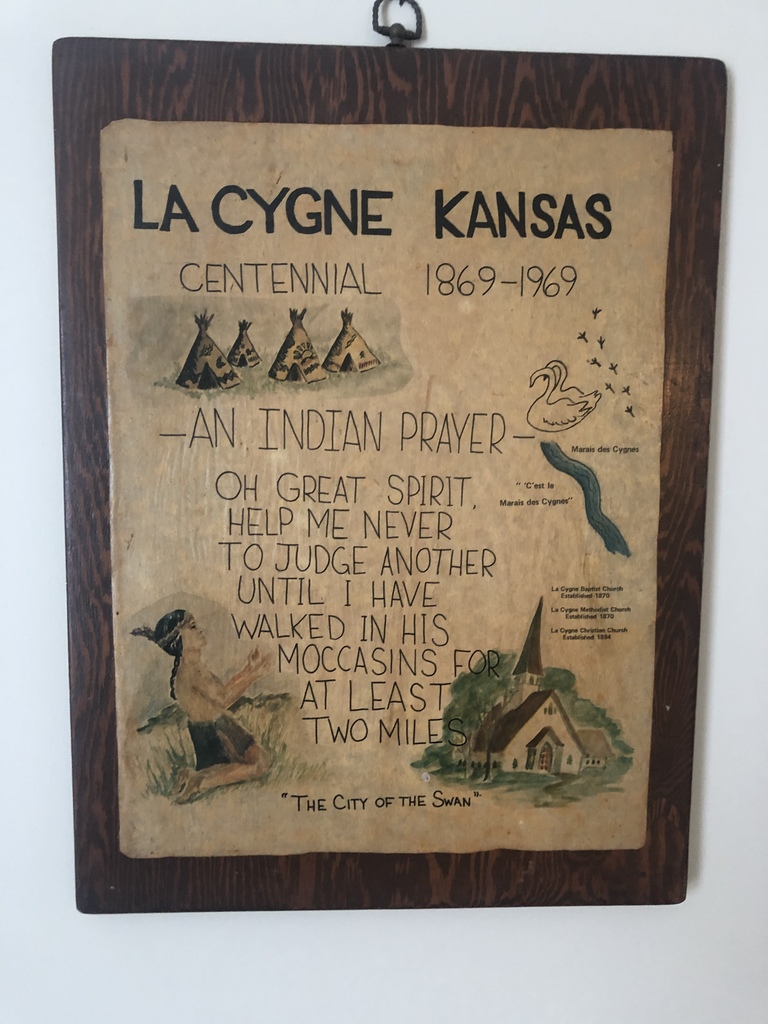 LA CYGNE KANSAS
CENTENNIAL 1869-1969
-AN INDIAN PRAYER-
Marais des Cygnes
" 'C'est le
Marais des Cygnes"
OH GREAT SPIRIT,
HELP ME NEVER
TO JUDGE ANOTHER
UNTIL I HAVE
WALKED IN HIS
MOCCASINS FOR
AT LEAST
TWO MILES
La Cygne Baptist Church
Established 1870
La Cygne Methodist Church
Established 1870
La Cygne Christian Church
Established 1894
"THE CITY OF THE SWAN".